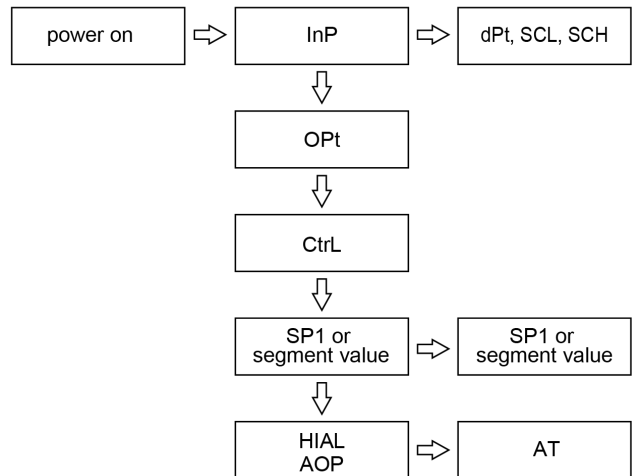 power on
InP
dPt, SCL, SCH
OPt
CtrL
SP1 or
segment value
SP1 or
segment value
HIAL
AOP
AT